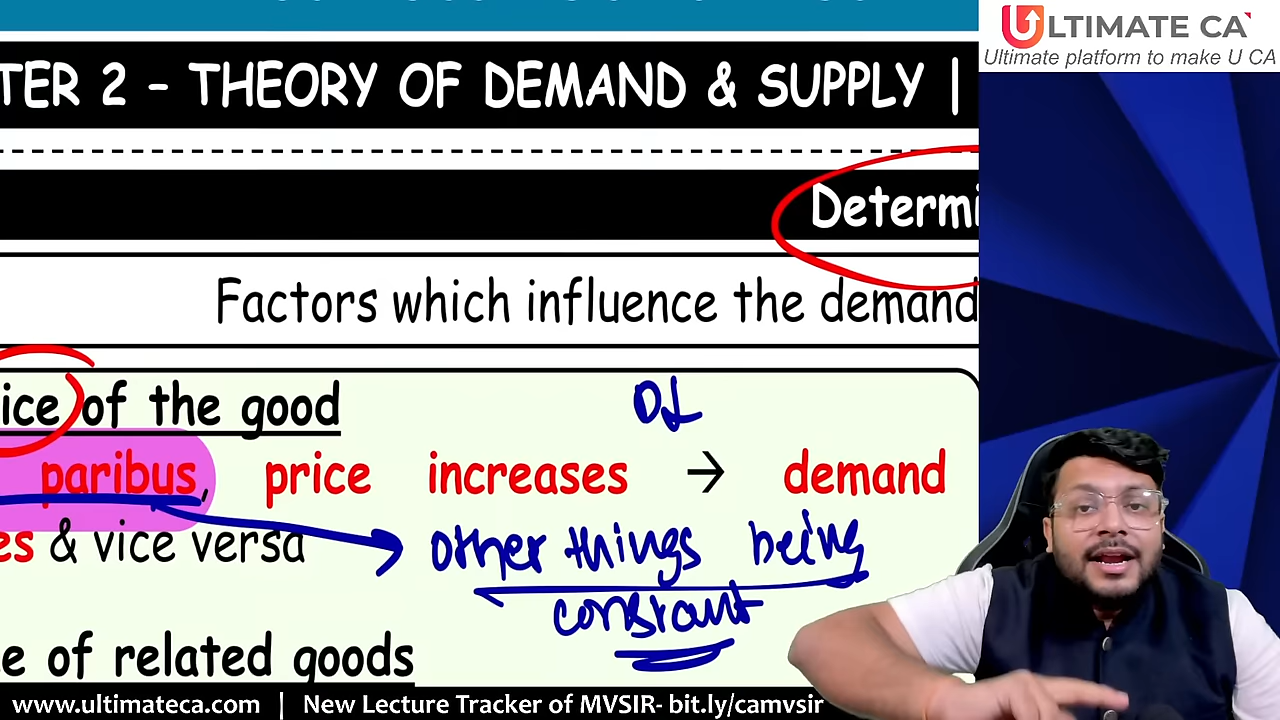 ULTIMATE CA
Ultimate platform to make U CA
TER 2 – THEORY OF DEMAND & SUPPLY |
Determi
Factors which influence the demand
ice of the good
paribus, price increases → demand
es & vice versa
other things being
constant
e of related goods
www.ultimateca.com | New Lecture Tracker of MVSIR- bit.ly/camvsir